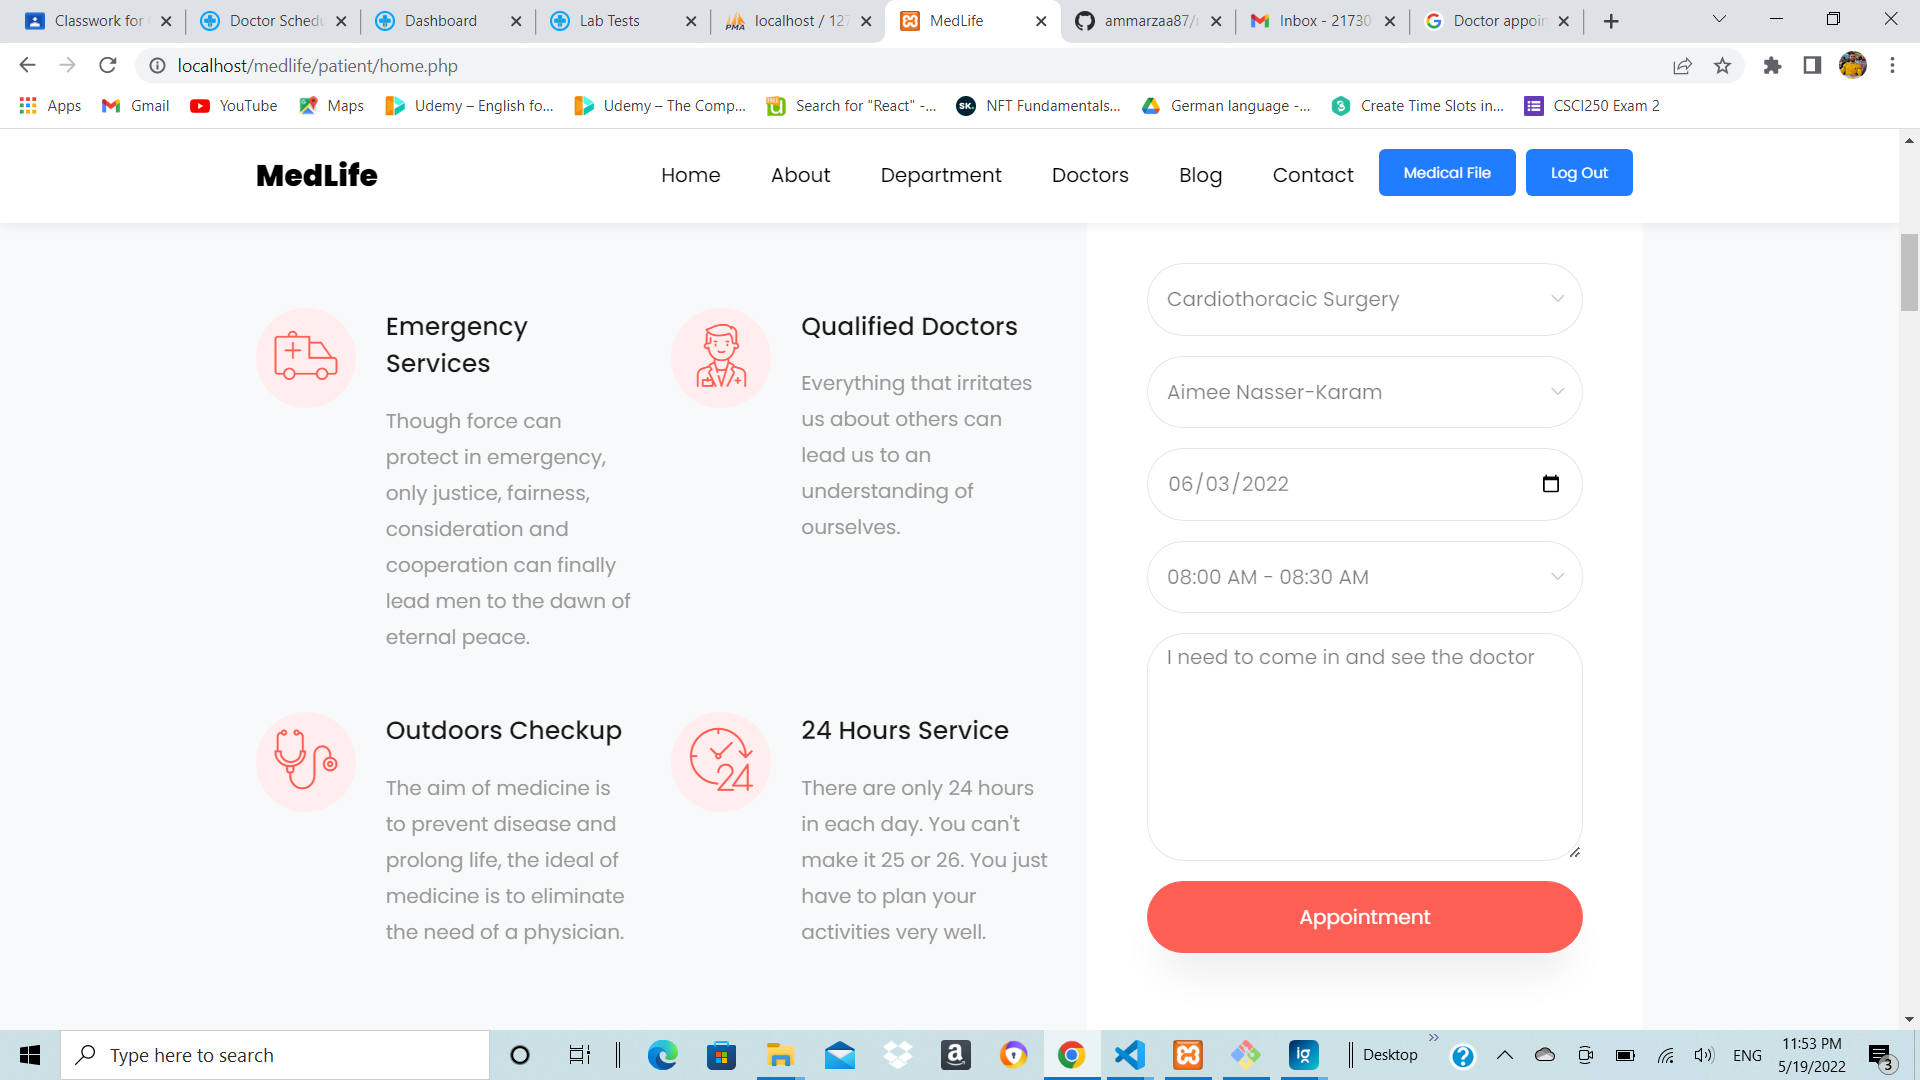 Classwork for
Doctor Schedu
Dashboard
Lab Tests
localhost / 127
MedLife
ammarzaa87/
Inbox - 21730
Doctor appoin
localhost/medlife/patient/home.php
Apps
Gmail
YouTube
Maps
Udemy – English fo...
Udemy – The Comp...
Search for "React" -...
NFT Fundamentals...
German language -...
Create Time Slots in...
CSCI250 Exam 2
MedLife
Home
About
Department
Doctors
Blog
Contact
Medical File
Log Out
Emergency
Services
Though force can
protect in emergency,
only justice, fairness,
consideration and
cooperation can finally
lead men to the dawn of
eternal peace.
Qualified Doctors
Everything that irritates
us about others can
lead us to an
understanding of
ourselves.
Outdoors Checkup
The aim of medicine is
to prevent disease and
prolong life, the ideal of
medicine is to eliminate
the need of a physician.
24
24 Hours Service
There are only 24 hours
in each day. You can't
make it 25 or 26. You just
have to plan your
activities very well.
Cardiothoracic Surgery
Aimee Nasser-Karam
06/03/2022
08:00 AM - 08:30 AM
I need to come in and see the doctor
Appointment
Type here to search
Desktop
ENG
11:53 PM
5/19/2022
3